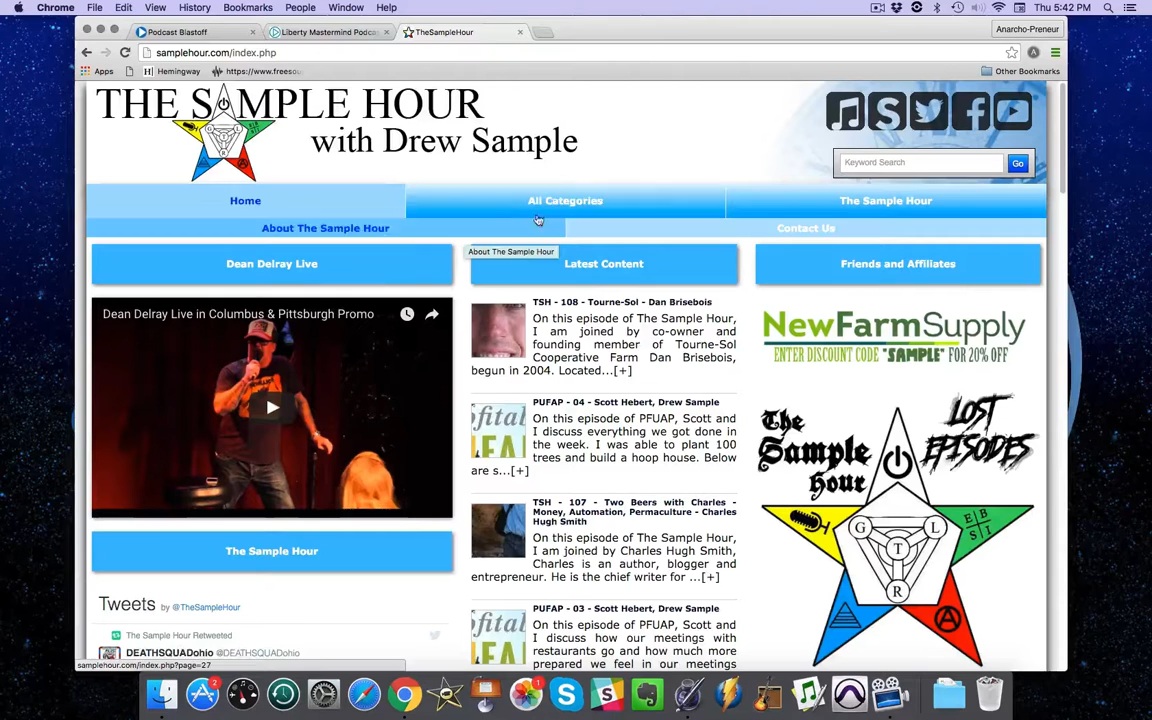 Chrome File Edit View History Bookmarks People Window Help Thu 5:42 PM
Podcast Blastoff Liberty Mastermind Podca TheSampleHour Anarcho-Preneur
samplehour.com/index.php
Apps Hemingway https://www.freesou Other Bookmarks
THE SAMPLE HOUR
with Drew Sample
Keyword Search Go
Home All Categories The Sample Hour
About The Sample Hour Contact Us
About The Sample Hour
Dean Delray Live
Dean Delray Live in Columbus & Pittsburgh Promo
The Sample Hour
Tweets by @TheSampleHour
The Sample Hour Retweeted
DEATHSQUADohio @DEATHSQUADohio
samplehour.com/index.php?page=27
Latest Content
TSH - 108 - Tourne-Sol - Dan Brisebois
On this episode of The Sample Hour,
I am joined by co-owner and
founding member of Tourne-Sol
Cooperative Farm Dan Brisebois,
begun in 2004. Located...[+]
PUFAP - 04 - Scott Hebert, Drew Sample
On this episode of PFUAP, Scott and
I discuss everything we got done in
the week. I was able to plant 100
trees and build a hoop house. Below
are s...[+]
TSH - 107 - Two Beers with Charles -
Money, Automation, Permaculture - Charles
Hugh Smith
On this episode of The Sample Hour,
I am joined by Charles Hugh Smith,
Charles is an author, blogger and
entrepreneur. He is the chief writer for ...[+]
PUFAP - 03 - Scott Hebert, Drew Sample
On this episode of PFUAP, Scott and
I discuss how our meetings with
restaurants go and how much more
prepared we feel in our meetings
Friends and Affiliates
NewFarmSupply
ENTER DISCOUNT CODE "SAMPLE" FOR 20% OFF
The
Sample
Hour
LOST
EPISODES
G L
T
R
E B
S I
A